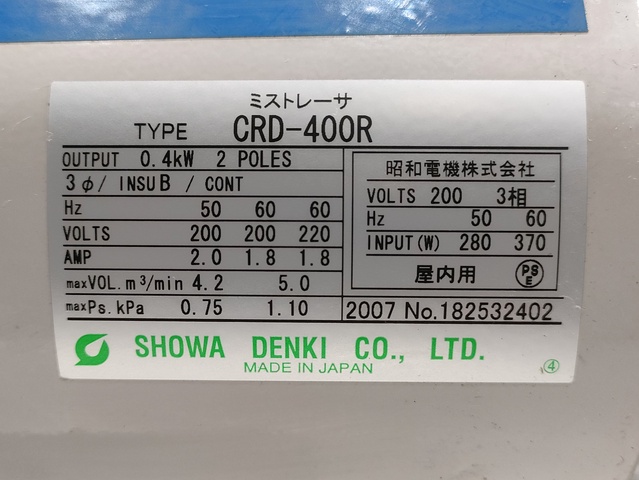 ミストレーサ
TYPE CRD-400R
OUTPUT 0.4kW 2 POLES
3φ/ INSU B / CONT
Hz 50 60 60
VOLTS 200 200 220
AMP 2.0 1.8 1.8
maxVOL. m³/min 4.2 5.0
maxPs. kPa 0.75 1.10
昭和電機株式会社
VOLTS 200 3相
Hz 50 60
INPUT(W) 280 370
屋内用 PSE
2007 No.182532402
SHOWA DENKI CO., LTD.
MADE IN JAPAN
④